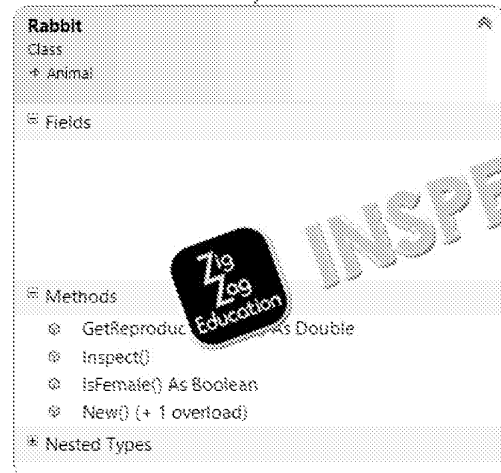 Rabbit
Class
Animal
Fields
INSPE
Zig
Zag
Education
Methods
GetReproduc As Double
Inspect()
IsFemale() As Boolean
New() (+ 1 overload)
Nested Types